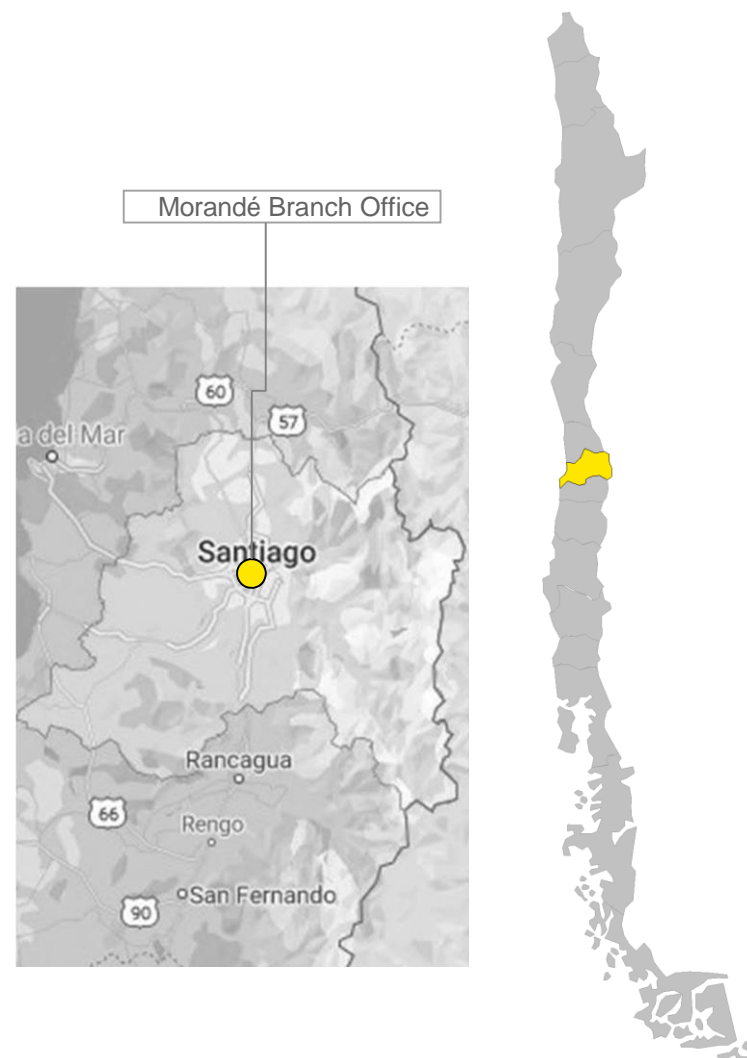 Morandé Branch Office
60
57
a del Mar
Santiago
Rancagua
66
Rengo
San Fernando
90